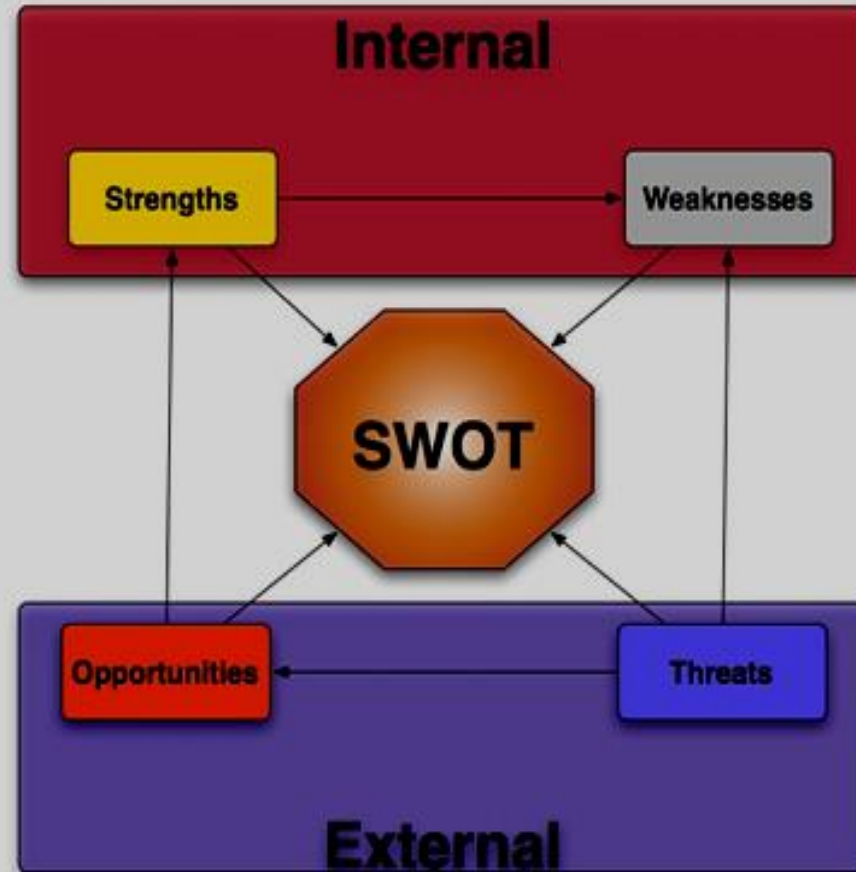 Internal
Strengths
Weaknesses
SWOT
Opportunities
Threats
External